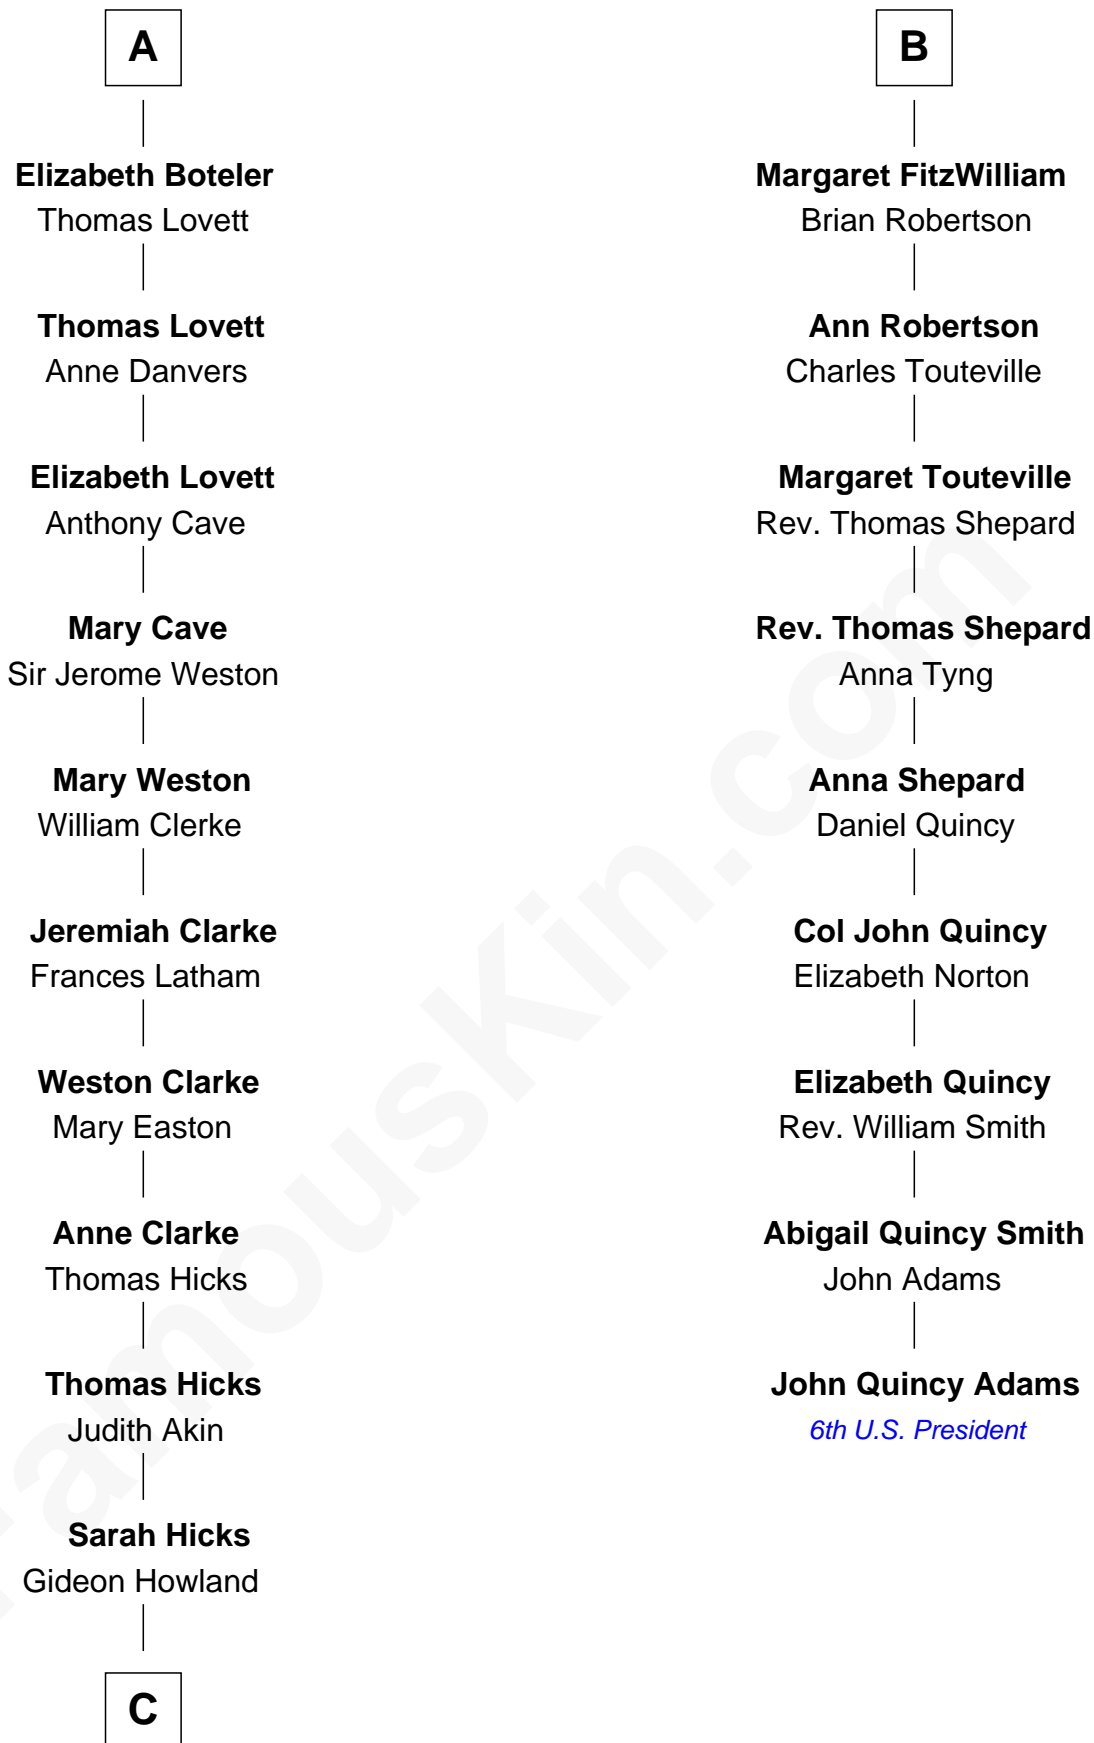 A
Elizabeth Boteler
Thomas Lovett
Thomas Lovett
Anne Danvers
Elizabeth Lovett
Anthony Cave
Mary Cave
Sir Jerome Weston
Mary Weston
William Clerke
Jeremiah Clarke
Frances Latham
Weston Clarke
Mary Easton
Anne Clarke
Thomas Hicks
Thomas Hicks
Judith Akin
Sarah Hicks
Gideon Howland
C
B
Margaret FitzWilliam
Brian Robertson
Ann Robertson
Charles Touteville
Margaret Touteville
Rev. Thomas Shepard
Rev. Thomas Shepard
Anna Tyng
Anna Shepard
Daniel Quincy
Col John Quincy
Elizabeth Norton
Elizabeth Quincy
Rev. William Smith
Abigail Quincy Smith
John Adams
John Quincy Adams
6th U.S. President
FamousKin.com